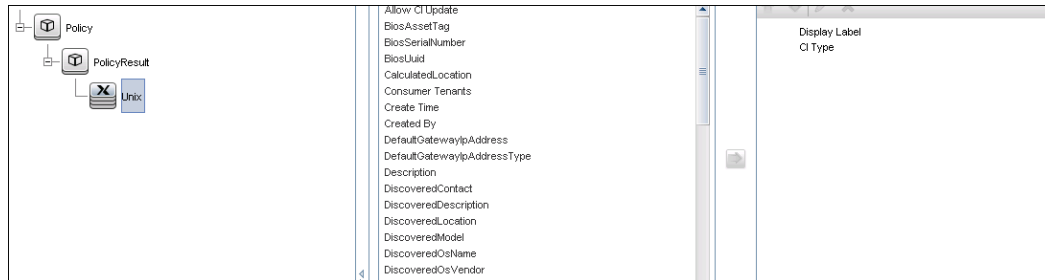 Policy
PolicyResult
Unix
Allow CI Update
BiosAssetTag
BiosSerialNumber
BiosUuid
CalculatedLocation
Consumer Tenants
Create Time
Created By
DefaultGatewayIpAddress
DefaultGatewayIpAddressType
Description
DiscoveredContact
DiscoveredDescription
DiscoveredLocation
DiscoveredModel
DiscoveredOsName
DiscoveredOsVendor
Display Label
CI Type